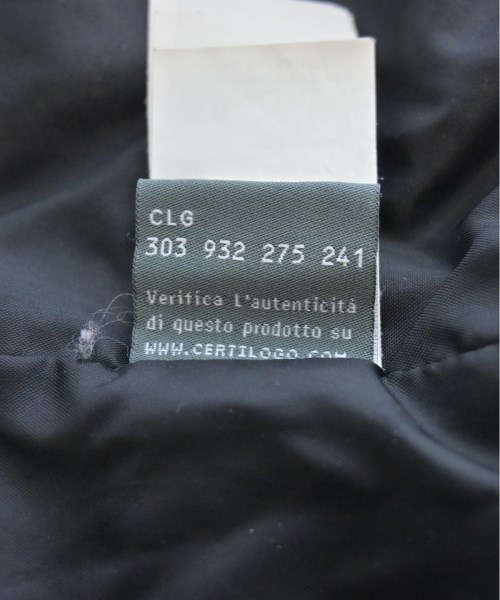 CLG
303 932 275 241
Verifica L'autenticità
di questo prodotto su
WWW.CERTILOGO.COM